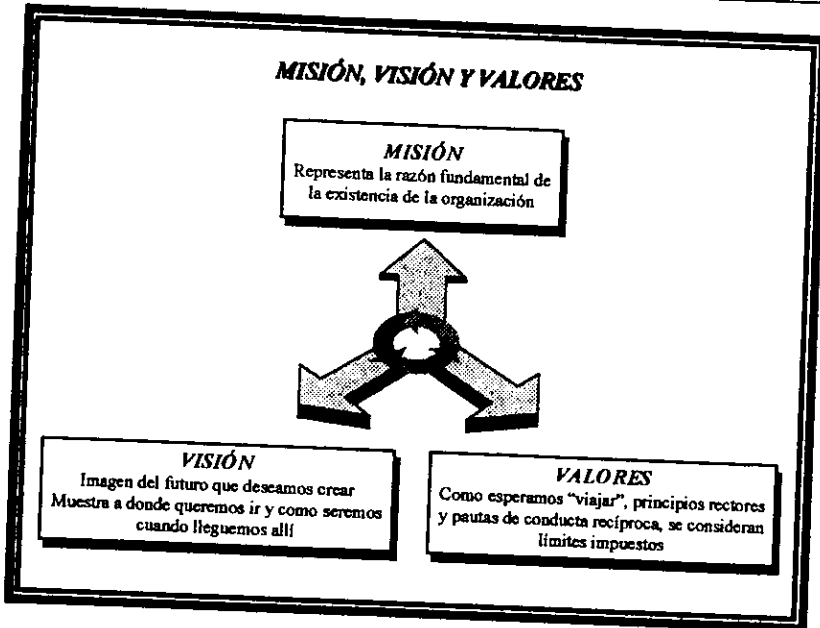 MISIÓN, VISIÓN Y VALORES
MISIÓN
Representa la razón fundamental de
la existencia de la organización
VISIÓN
Imagen del futuro que deseamos crear
Muestra a donde queremos ir y como seremos
cuando lleguemos allí
VALORES
Como esperamos "viajar", principios rectores
y pautas de conducta recíproca, se consideran
límites impuestos